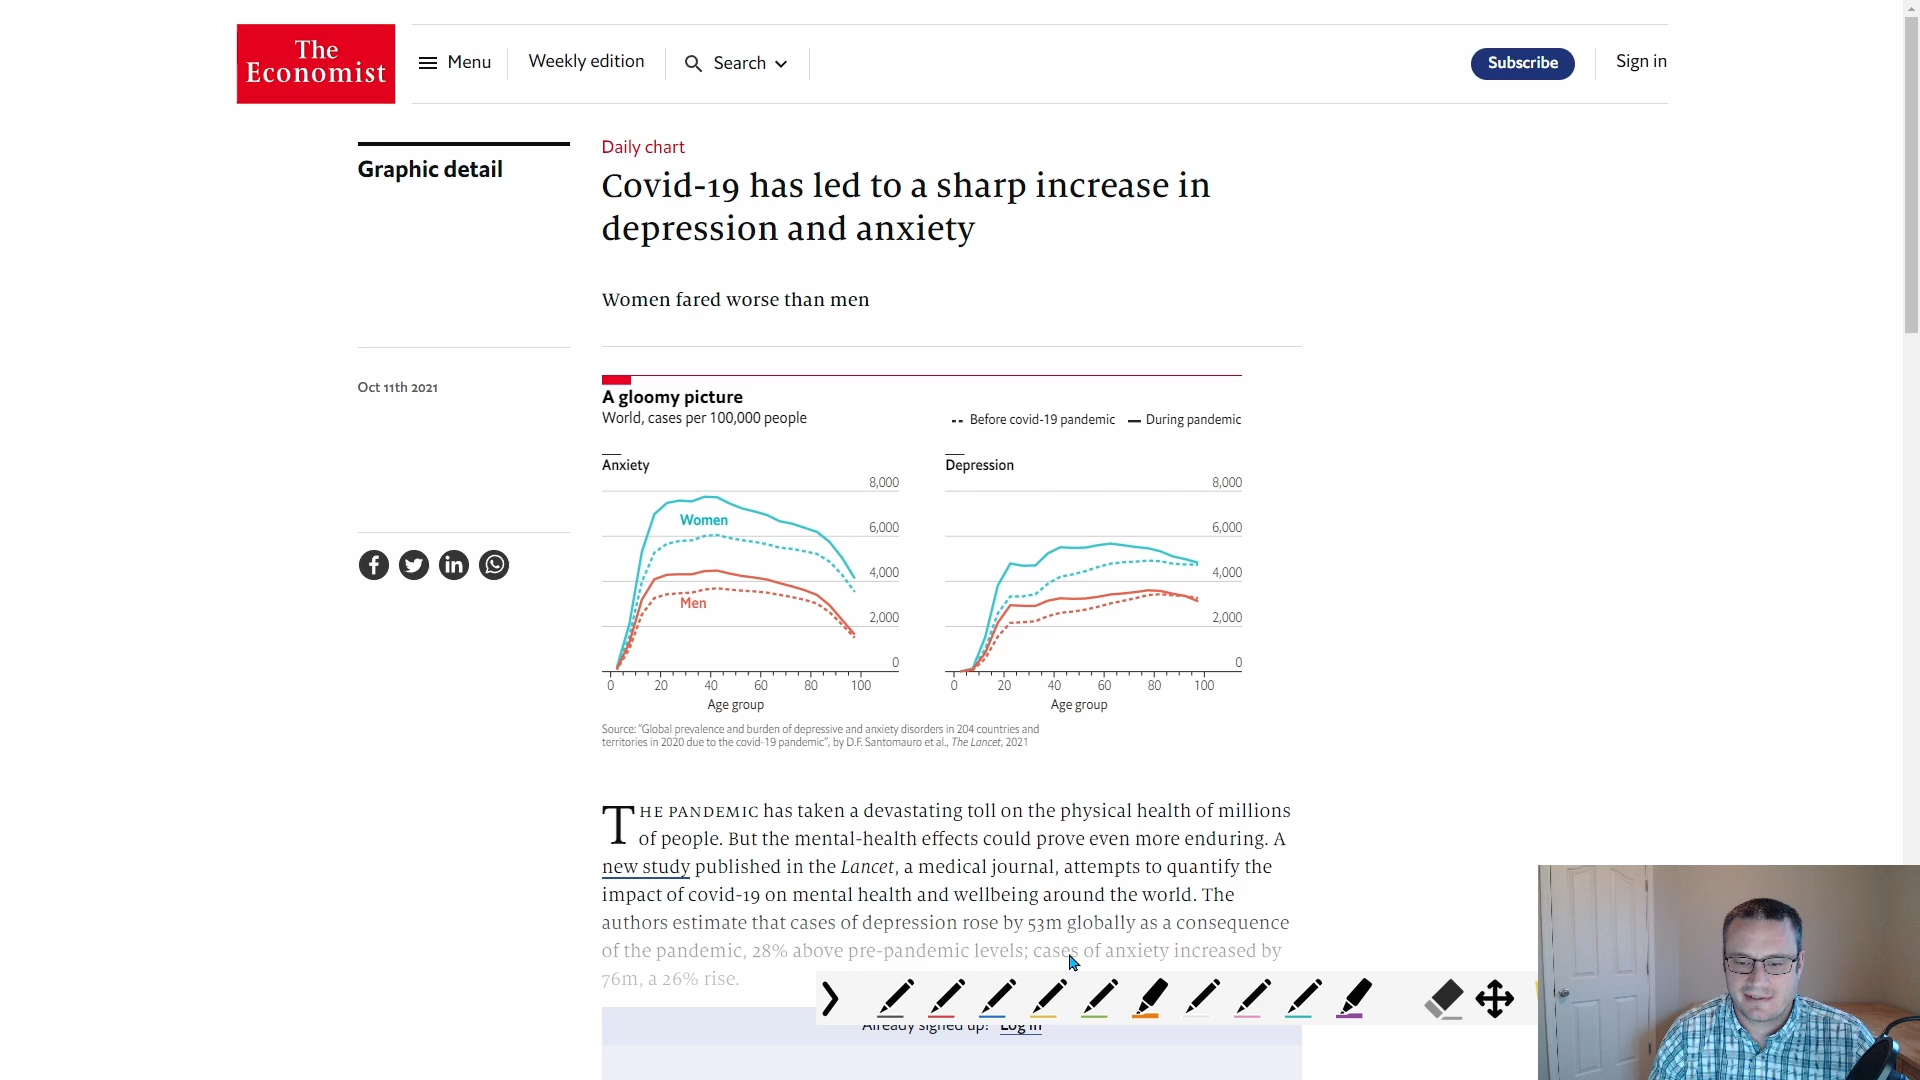 The
Economist
Menu
Weekly edition
Search
Subscribe
Sign in
Graphic detail
Daily chart
Covid-19 has led to a sharp increase in
depression and anxiety
Women fared worse than men
Oct 11th 2021
A gloomy picture
World, cases per 100,000 people
Before covid-19 pandemic
During pandemic
Anxiety
8,000
6,000
4,000
2,000
0
Women
Men
0 20 40 60 80 100
Age group
Depression
8,000
6,000
4,000
2,000
0
0 20 40 60 80 100
Age group
Source: "Global prevalence and burden of depressive and anxiety disorders in 204 countries and
territories in 2020 due to the covid-19 pandemic", by D.F. Santomauro et al., The Lancet, 2021
THE PANDEMIC has taken a devastating toll on the physical health of millions
of people. But the mental-health effects could prove even more enduring. A
new study published in the Lancet, a medical journal, attempts to quantify the
impact of covid-19 on mental health and wellbeing around the world. The
authors estimate that cases of depression rose by 53m globally as a consequence
of the pandemic, 28% above pre-pandemic levels; cases of anxiety increased by
76m, a 26% rise.
Already signed up? Log in